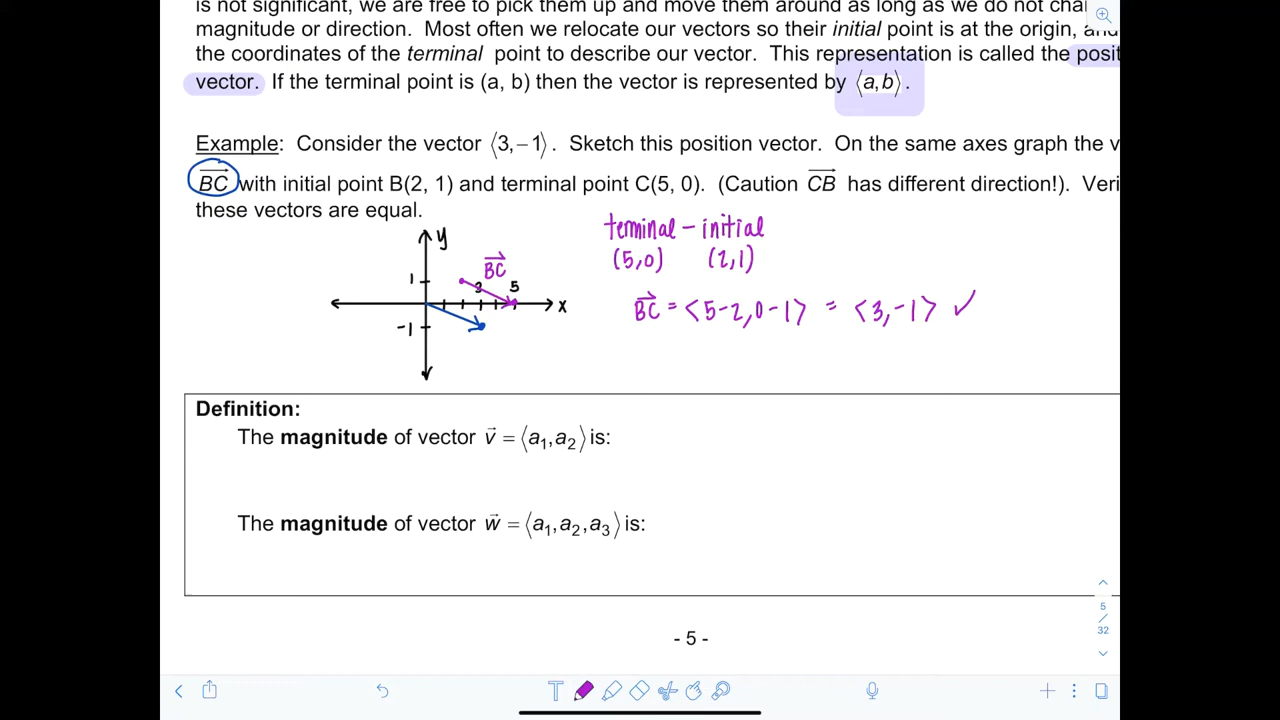 is not significant, we are free to pick them up and move them around as long as we do not cha
magnitude or direction. Most often we relocate our vectors so their initial point is at the origin, and
the coordinates of the terminal point to describe our vector. This representation is called the posit
vector. If the terminal point is (a, b) then the vector is represented by ⟨a,b⟩.
Example: Consider the vector ⟨3,−1⟩. Sketch this position vector. On the same axes graph the v
BC with initial point B(2, 1) and terminal point C(5, 0). (Caution CB has different direction!). Veri
these vectors are equal.
terminal − initial
(5,0) (2,1)
y
BC
1 3 5
x
−1
BC = <5−2, 0−1> = <3, −1> ✓
Definition:
The magnitude of vector v⃗ = ⟨a₁,a₂⟩ is:
The magnitude of vector w⃗ = ⟨a₁,a₂,a₃⟩ is:
- 5 -
5
/
32
T